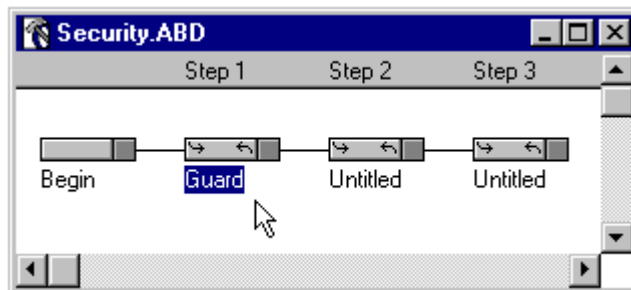 Security.ABD
Step 1 Step 2 Step 3
Begin Guard Untitled Untitled